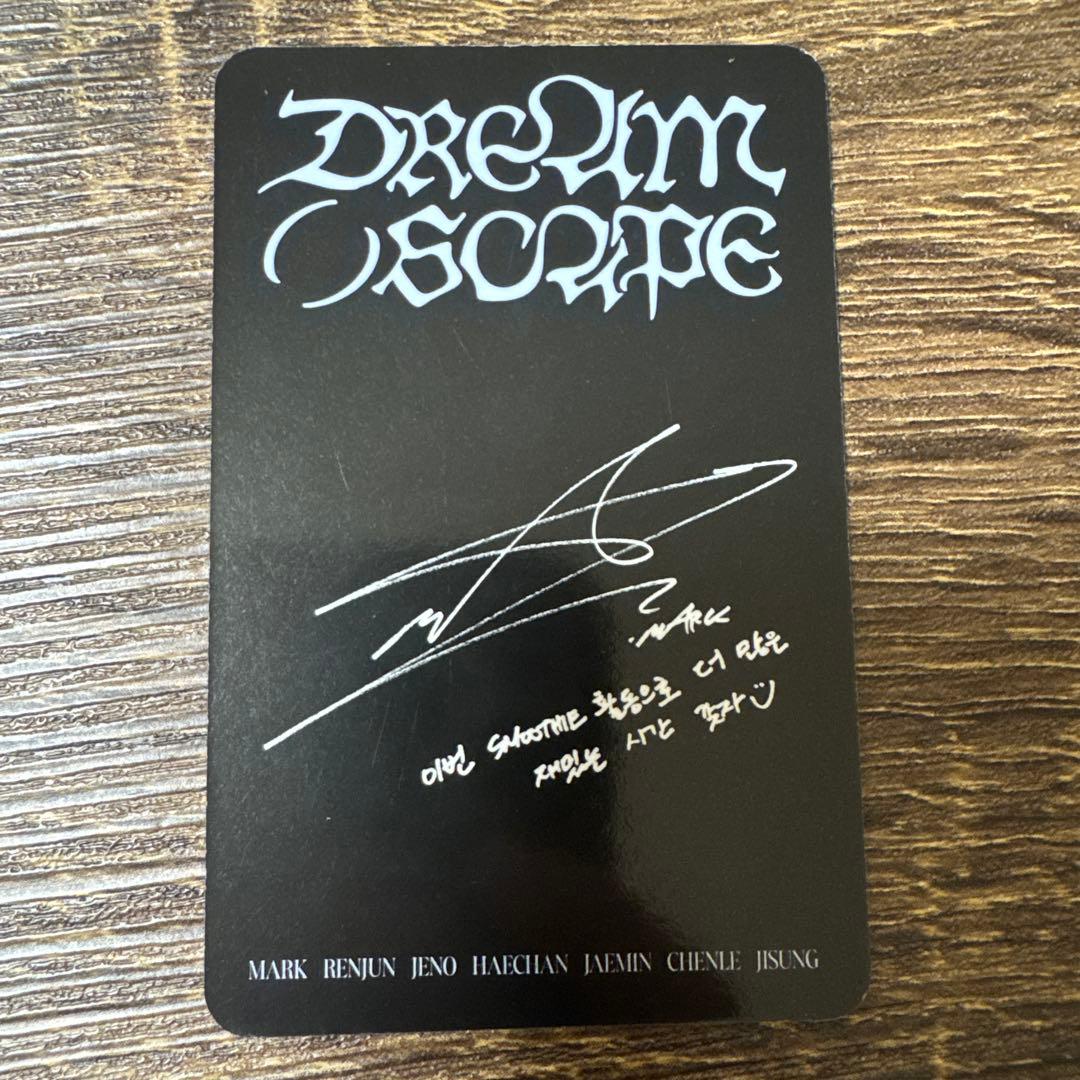 DREAM
( )SCAPE
MARK
이번 SMOOTHIE 활동으로 더 많은
재밌는 시간 갖자
MARK RENJUN JENO HAECHAN JAEMIN CHENLE JISUNG